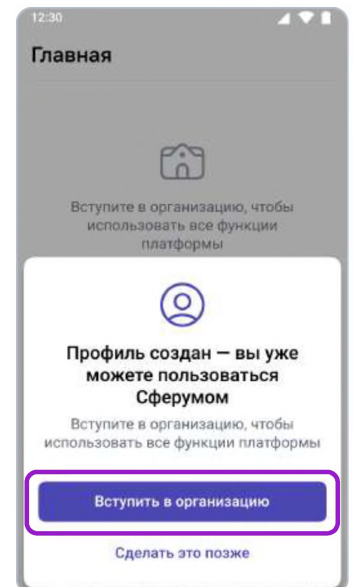 12:30
Главная
Вступите в организацию, чтобы
использовать все функции
платформы
Профиль создан — вы уже
можете пользоваться
Сферумом
Вступите в организацию, чтобы
использовать все функции платформы
Вступить в организацию
Сделать это позже